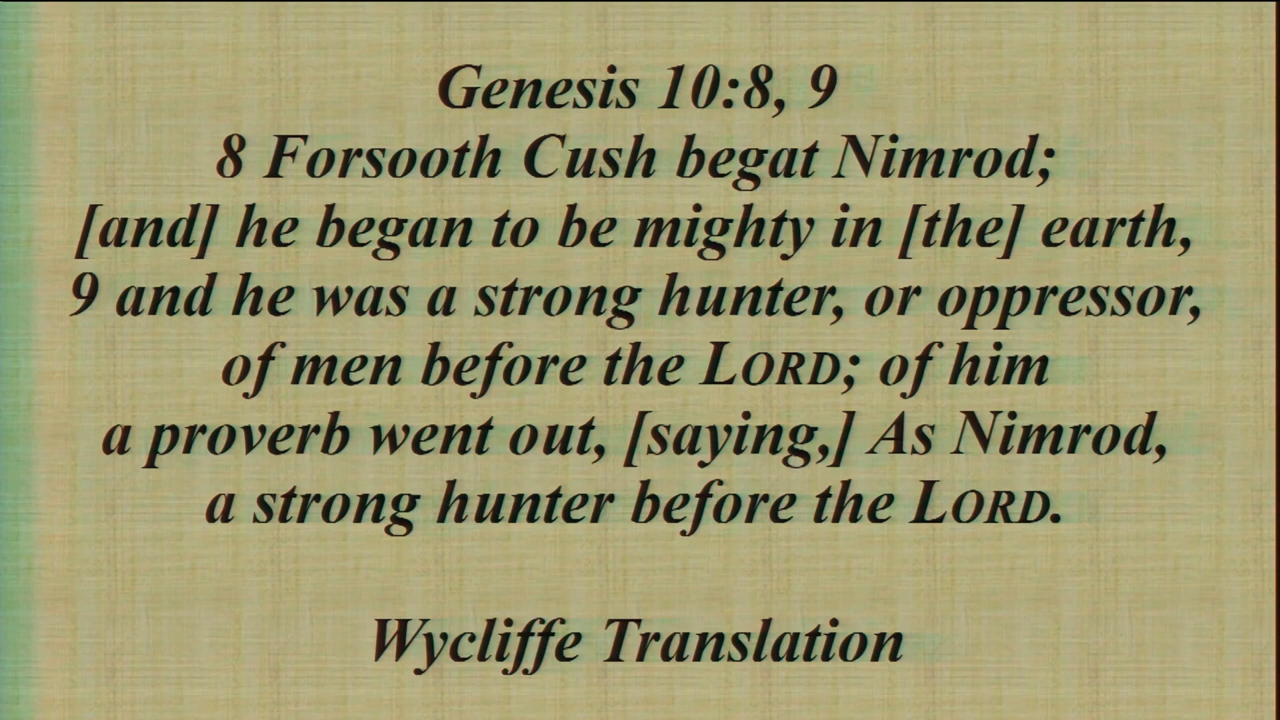 Genesis 10:8, 9
8 Forsooth Cush begat Nimrod;
[and] he began to be mighty in [the] earth,
9 and he was a strong hunter, or oppressor,
of men before the LORD; of him
a proverb went out, [saying,] As Nimrod,
a strong hunter before the LORD.
Wycliffe Translation